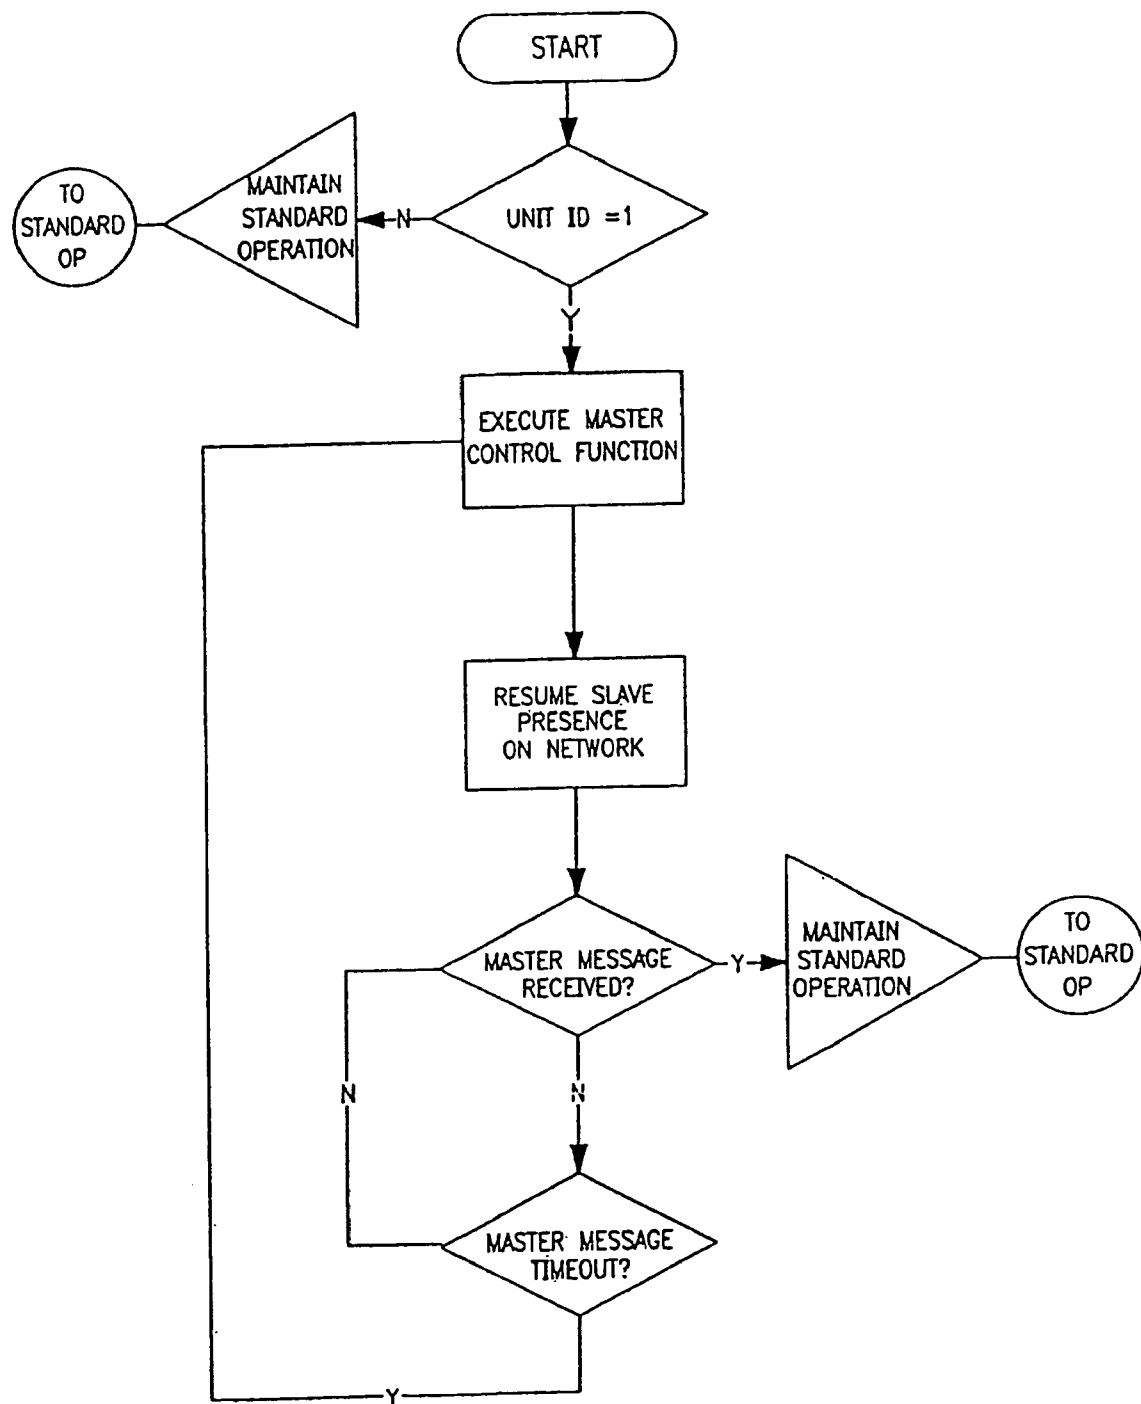 START
UNIT ID =1
N
MAINTAIN
STANDARD
OPERATION
TO
STANDARD
OP
Y
EXECUTE MASTER
CONTROL FUNCTION
RESUME SLAVE
PRESENCE
ON NETWORK
MASTER MESSAGE
RECEIVED?
Y
MAINTAIN
STANDARD
OPERATION
TO
STANDARD
OP
N
N
MASTER MESSAGE
TIMEOUT?
Y